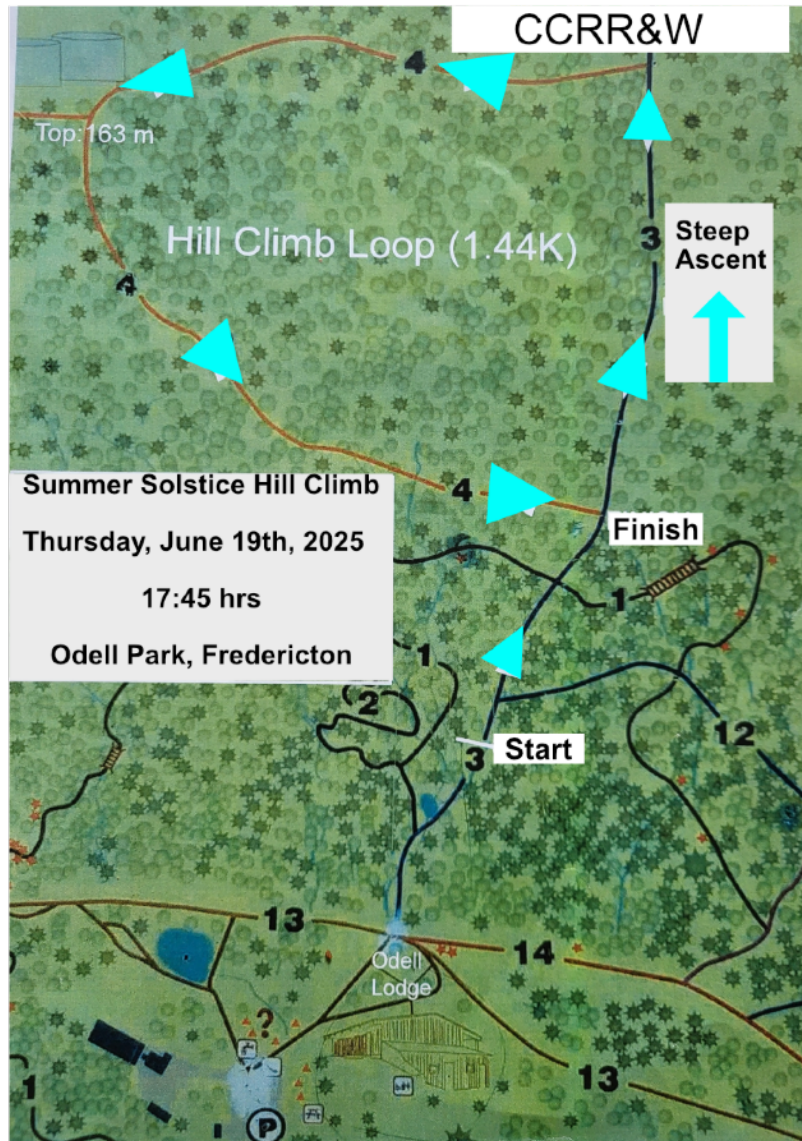 CCRR&W
4
Top:163 m
3
Steep
Ascent
Hill Climb Loop (1.44K)
4
Summer Solstice Hill Climb
Thursday, June 19th, 2025
17:45 hrs
Odell Park, Fredericton
4
Finish
1
1
2
12
3
Start
13
14
Odell
Lodge
?
13
1
P